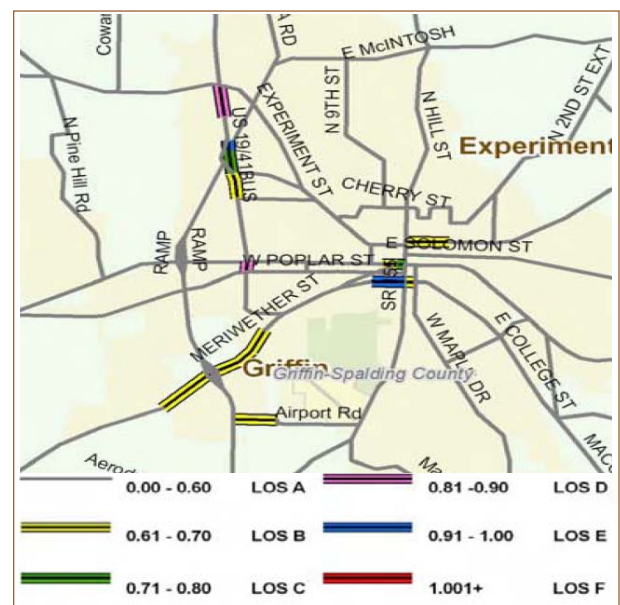 Cowa
A RD
E McINTOSH
N 9TH ST
N HILL ST
N 2ND ST EXT
N Pine Hill Rd
US 19/41BUS
EXPERIMENT ST
Experiment
CHERRY ST
RAMP
RAMP
E SOLOMON ST
W POPLAR ST
SR 155
MERIWETHER ST
W MAPLE DR
E COLLEGE ST
Griffin
Griffin-Spalding County
Airport Rd
MACO
Aerod
Ma
0.00 - 0.60 LOS A
0.81 -0.90 LOS D
0.61 - 0.70 LOS B
0.91 - 1.00 LOS E
0.71 - 0.80 LOS C
1.001+ LOS F